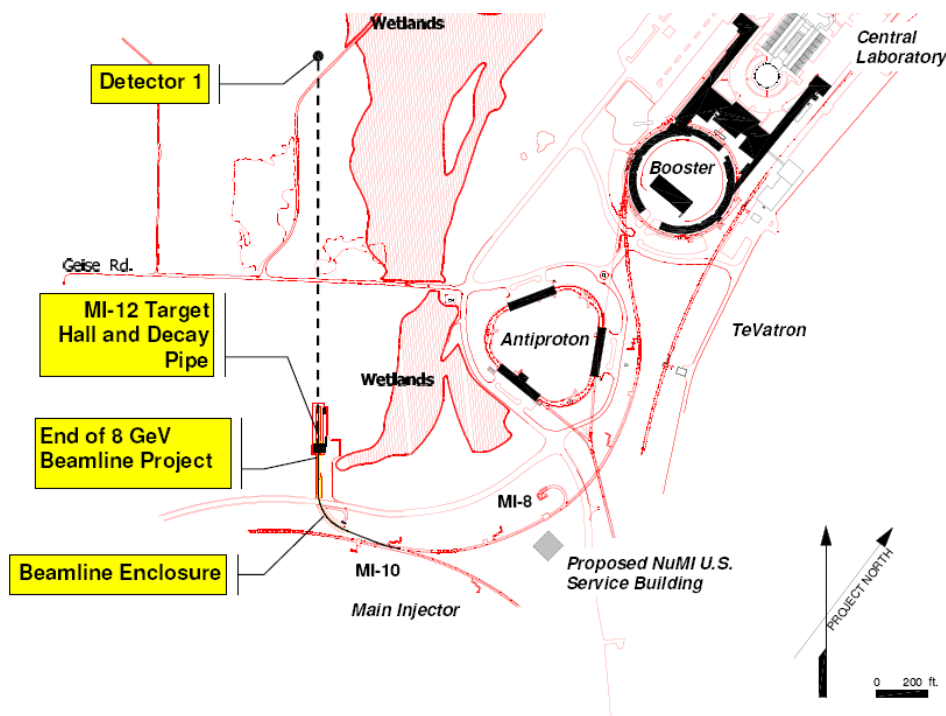 Wetlands
Central
Laboratory
Detector 1
Booster
Geise Rd.
MI-12 Target
Hall and Decay
Pipe
Antiproton
TeVatron
Wetlands
End of 8 GeV
Beamline Project
MI-8
Beamline Enclosure
MI-10
Proposed NuMI U.S.
Service Building
Main Injector
PROJECT NORTH
0 200 ft.